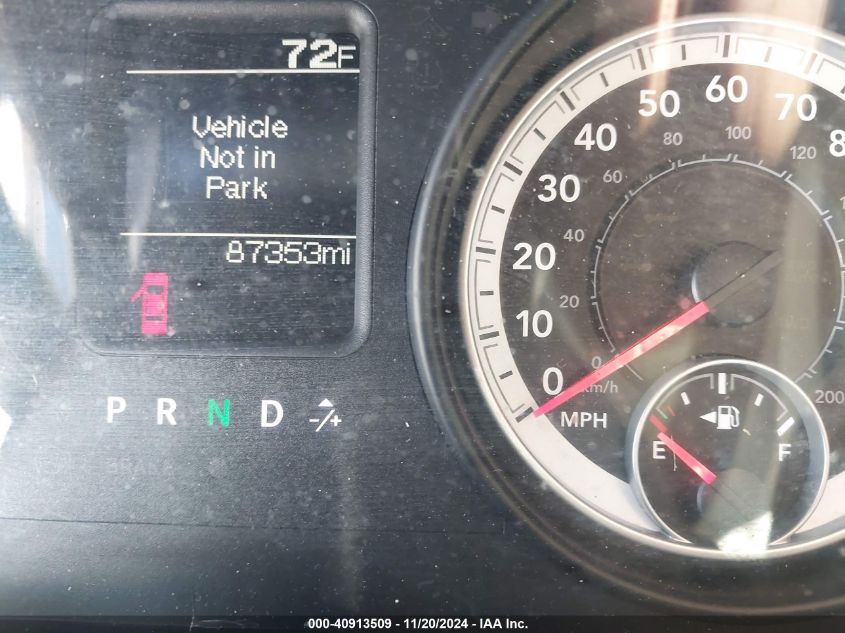 72F
Vehicle
Not in
Park
87353mi
P R N D -/+
0 10 20 30 40 50 60 70 8
0 20 40 60 80 100 120
200
km/h
MPH
E F
000-40913509 - 11/20/2024 - IAA Inc.